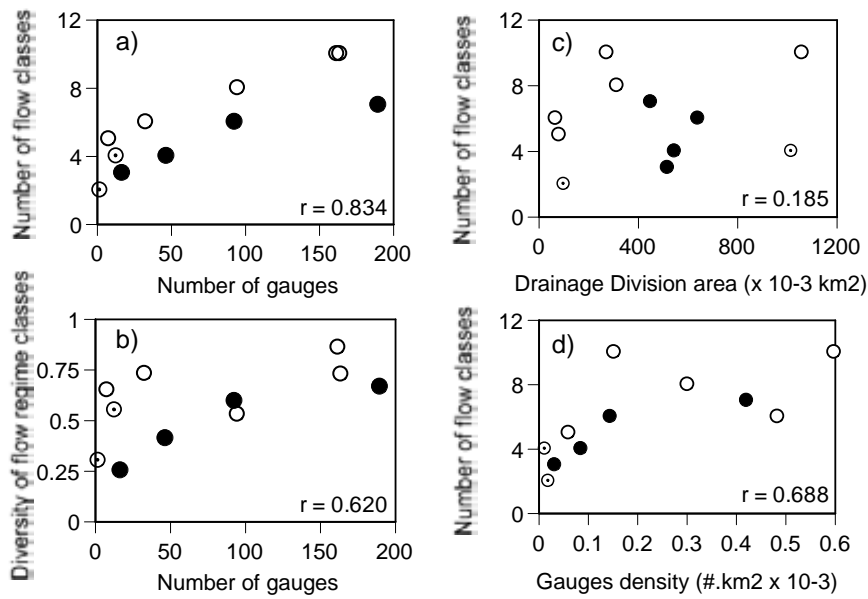 a)
Number of flow classes
12
8
4
0
0 50 100 150 200
r = 0.834
Number of gauges
b)
Diversity of flow regime classes
1
0.75
0.5
0.25
0
0 50 100 150 200
r = 0.620
Number of gauges
c)
Number of flow classes
12
8
4
0
0 400 800 1200
r = 0.185
Drainage Division area (x 10-3 km2)
d)
Number of flow classes
12
8
4
0
0 0.1 0.2 0.3 0.4 0.5 0.6
r = 0.688
Gauges density (#.km2 x 10-3)